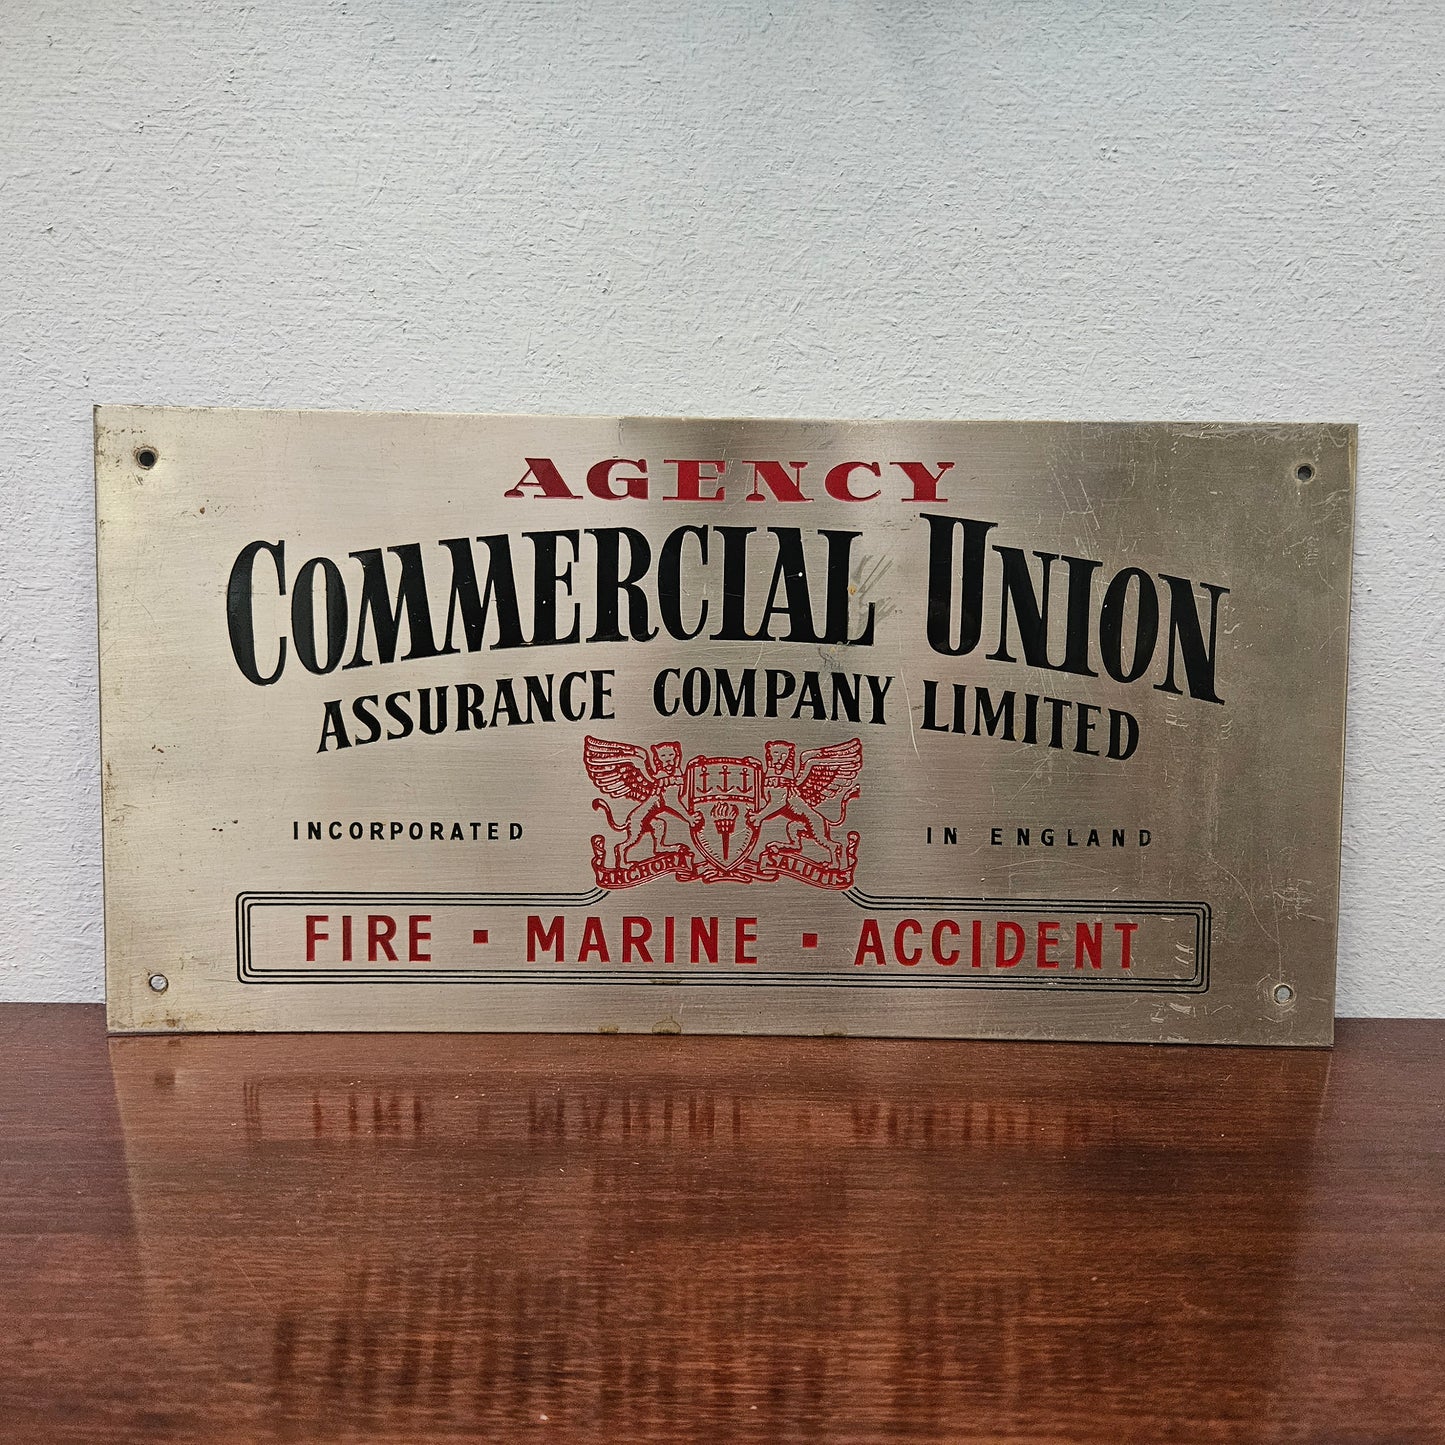 AGENCY
COMMERCIAL UNION
ASSURANCE COMPANY LIMITED
INCORPORATED IN ENGLAND
ANCHORA SALUTIS
FIRE · MARINE · ACCIDENT